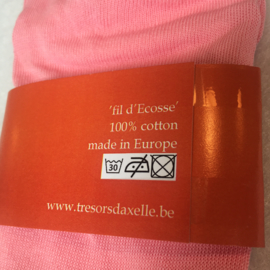 'fil d'Ecosse'
100% cotton
made in Europe
30
www.tresorsdaxelle.be